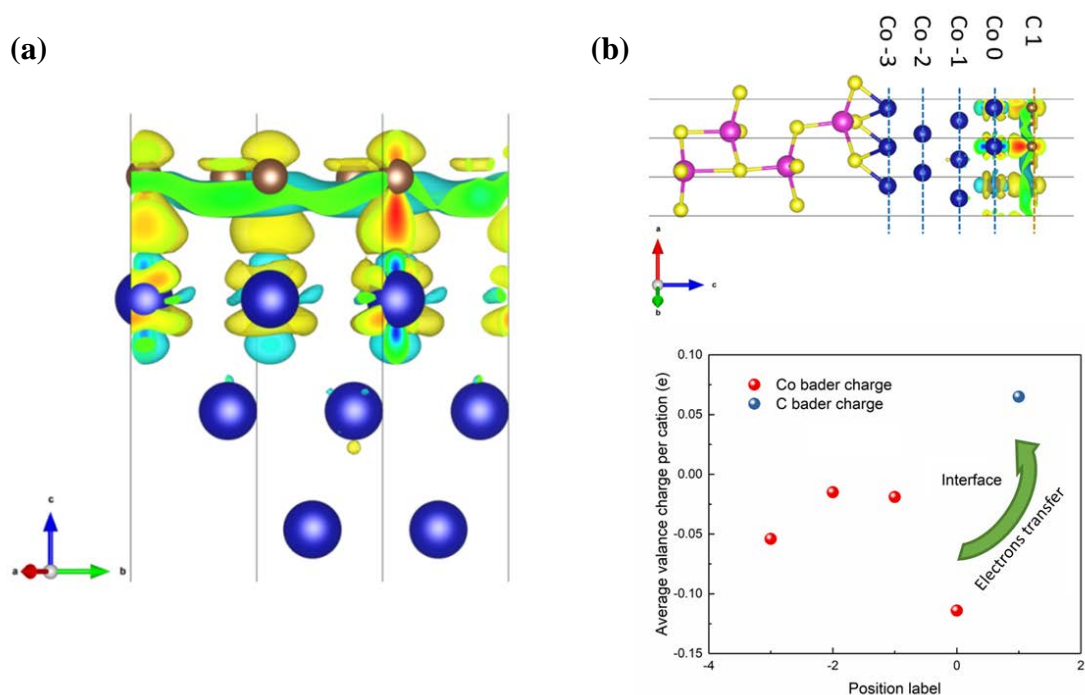 (a)
(b)
Co -3
Co -2
Co -1
Co 0
C 1
c
a
b
a
c
b
0.10
0.05
0.00
-0.05
-0.10
-0.15
Average valance charge per cation (e)
Co bader charge
C bader charge
Interface
Electrons transfer
-4
-2
0
2
Position label